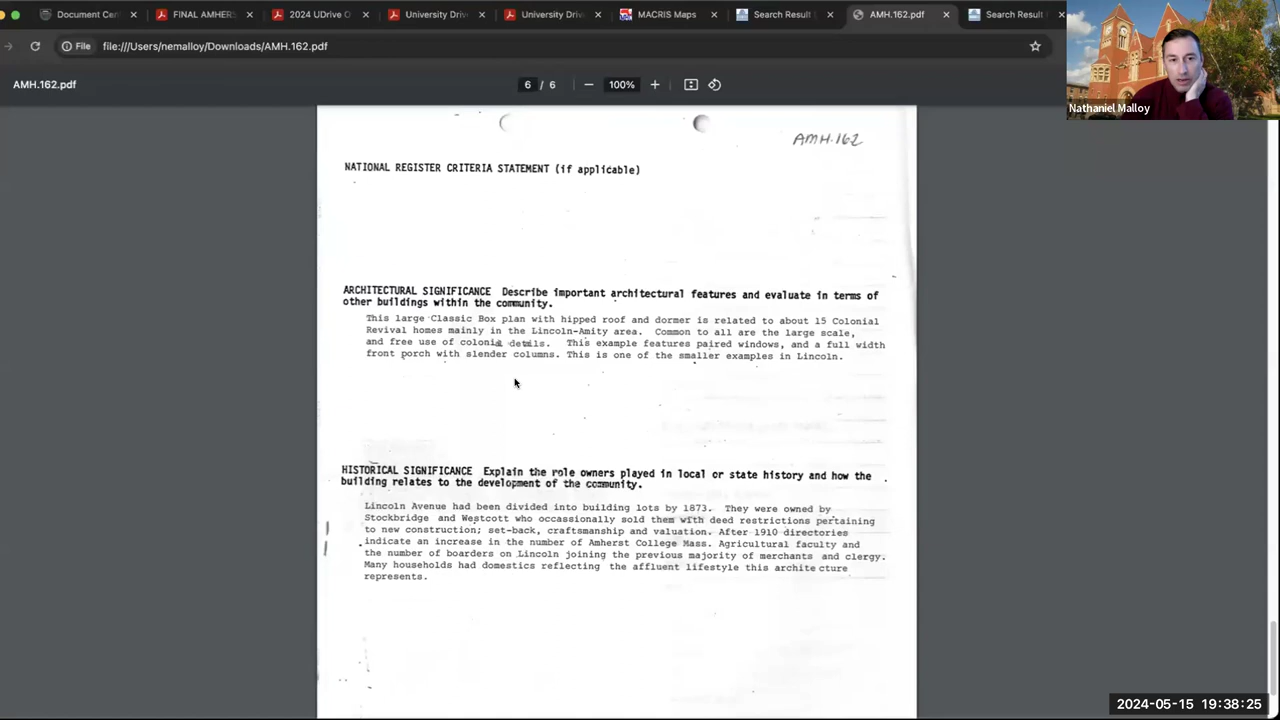 Document Cen
FINAL AMHER
2024 UDrive O
University Driv
University Driv
MACRIS Maps
Search Result
AMH.162.pdf
Search Result
File
file:///Users/nemalloy/Downloads/AMH.162.pdf
AMH.162.pdf
6 / 6
100%
Nathaniel Malloy
AMH.162
NATIONAL REGISTER CRITERIA STATEMENT (if applicable)
ARCHITECTURAL SIGNIFICANCE Describe important architectural features and evaluate in terms of
other buildings within the community.
This large Classic Box plan with hipped roof and dormer is related to about 15 Colonial
Revival homes mainly in the Lincoln-Amity area. Common to all are the large scale,
and free use of colonial details. This example features paired windows, and a full width
front porch with slender columns. This is one of the smaller examples in Lincoln.
HISTORICAL SIGNIFICANCE Explain the role owners played in local or state history and how the
building relates to the development of the community.
Lincoln Avenue had been divided into building lots by 1873. They were owned by
Stockbridge and Westcott who occassionally sold them with deed restrictions pertaining
to new construction; set-back, craftsmanship and valuation. After 1910 directories
indicate an increase in the number of Amherst College Mass. Agricultural faculty and
the number of boarders on Lincoln joining the previous majority of merchants and clergy.
Many households had domestics reflecting the affluent lifestyle this archite cture
represents.
2024-05-15 19:38:25